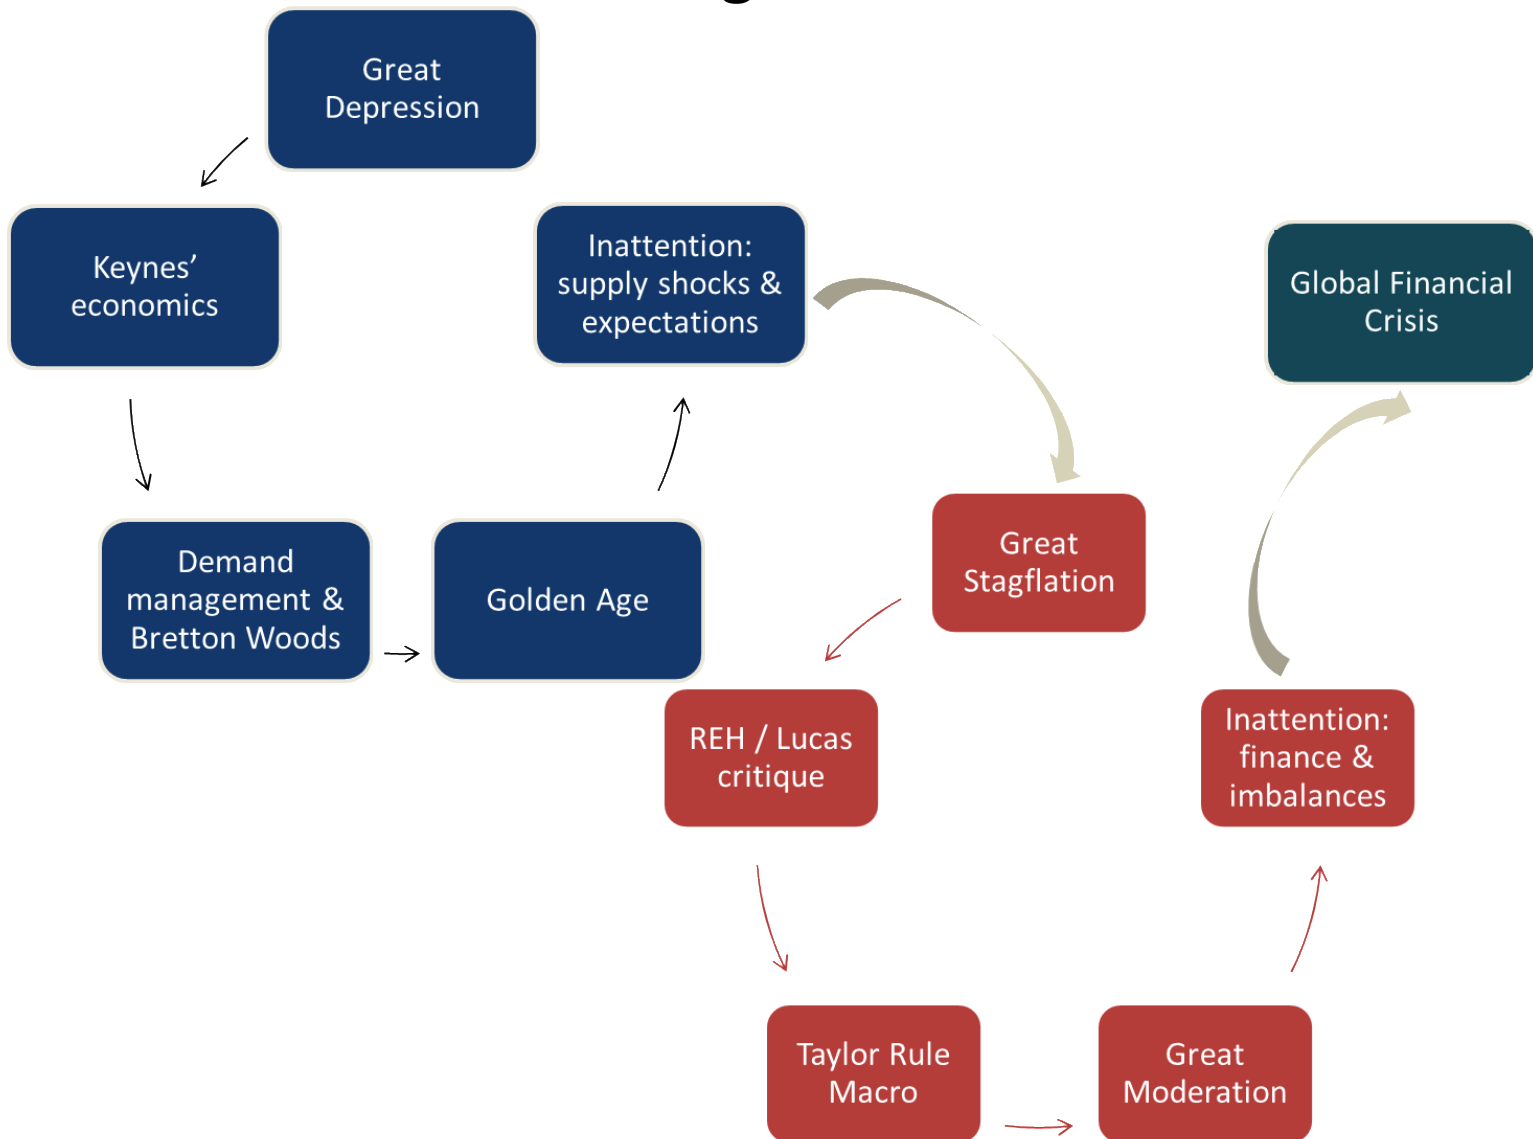 Great
Depression
Keynes’
economics
Demand
management &
Bretton Woods
Golden Age
Inattention:
supply shocks &
expectations
Great
Stagflation
REH / Lucas
critique
Taylor Rule
Macro
Great
Moderation
Inattention:
finance &
imbalances
Global Financial
Crisis